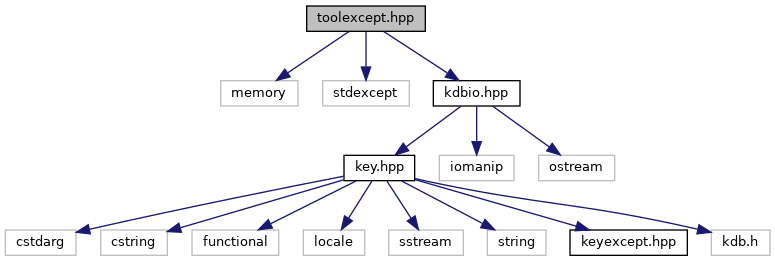 toolexcept.hpp
memory
stdexcept
kdbio.hpp
key.hpp
iomanip
ostream
cstdarg
cstring
functional
locale
sstream
string
keyexcept.hpp
kdb.h